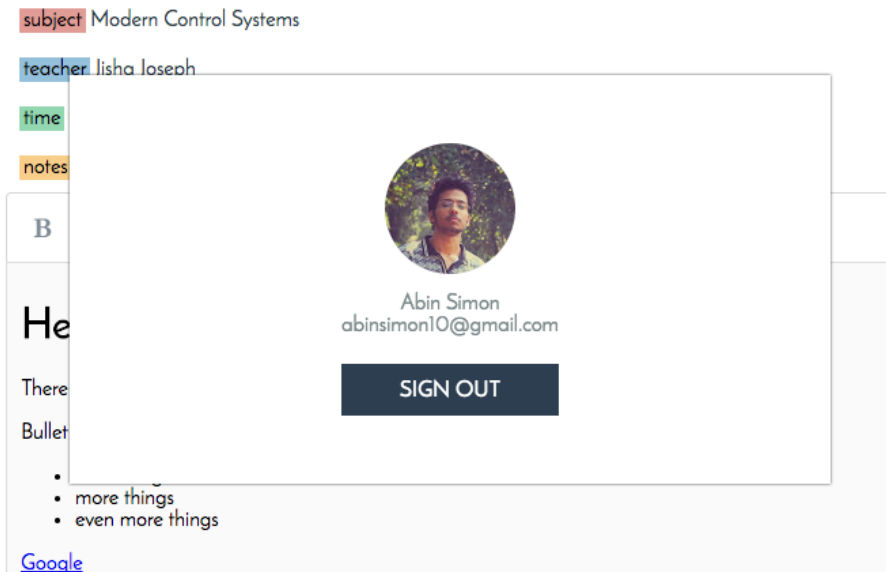 subject Modern Control Systems
teacher Jisha Joseph
time
notes
B
He
There
Bullet
Abin Simon
abinsimon10@gmail.com
SIGN OUT
more things
even more things
Google